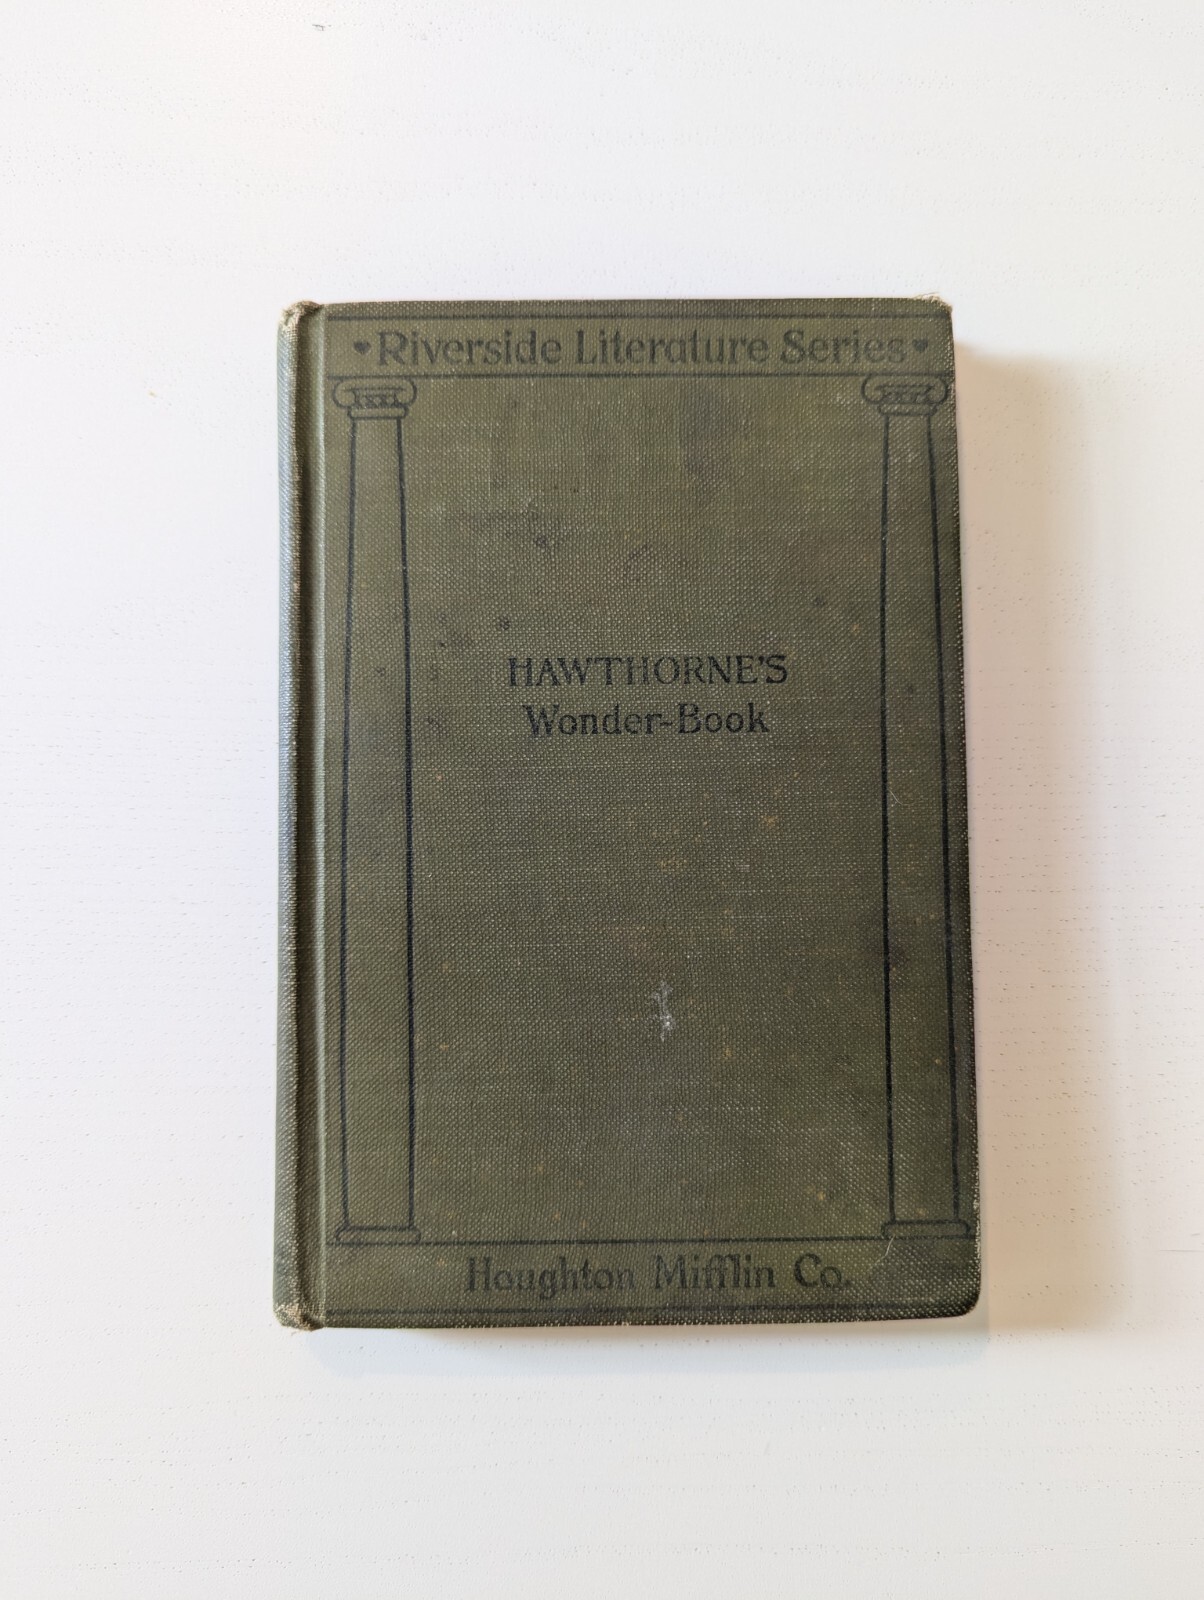 Riverside Literature Series
HAWTHORNE'S
Wonder-Book
Houghton Mifflin Co.